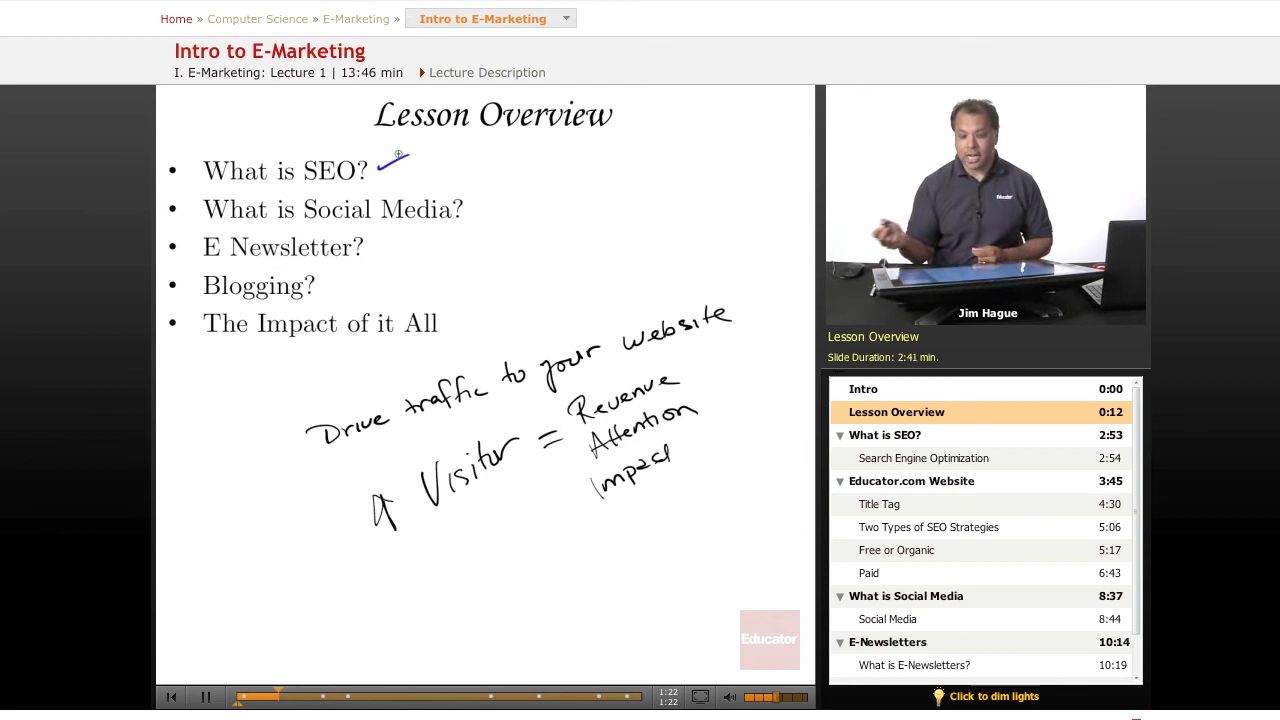 Home » Computer Science » E-Marketing » Intro to E-Marketing
Intro to E-Marketing
I. E-Marketing: Lecture 1 | 13:46 min Lecture Description
Lesson Overview
• What is SEO?
• What is Social Media?
• E Newsletter?
• Blogging?
• The Impact of it All
Drive traffic to your website
Visitor = Revenue
Attention
Impact
Educator
1:22
1:22
Educator
Jim Hague
Lesson Overview
Slide Duration: 2:41 min.
Intro 0:00
Lesson Overview 0:12
What is SEO? 2:53
Search Engine Optimization 2:54
Educator.com Website 3:45
Title Tag 4:30
Two Types of SEO Strategies 5:06
Free or Organic 5:17
Paid 6:43
What is Social Media 8:37
Social Media 8:44
E-Newsletters 10:14
What is E-Newsletters? 10:19
Click to dim lights